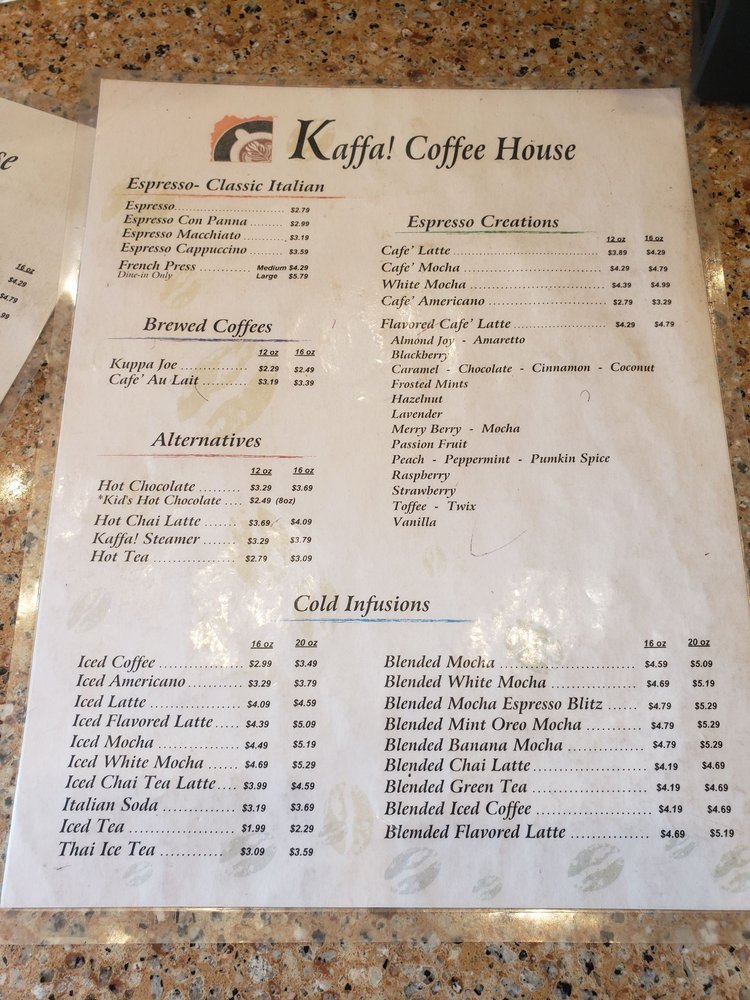 Kaffa! Coffee House
Espresso- Classic Italian
Espresso............................ $2.79
Espresso Con Panna ......... $2.99
Espresso Macchiato .......... $3.19
Espresso Cappuccino ......... $3.59
French Press .......... Medium $4.29
Dine-in Only Large $5.79
Brewed Coffees
12 oz 16 oz
Kuppa Joe ............... $2.29 $2.49
Cafe' Au Lait .......... $3.19 $3.39
Alternatives
12 oz 16 oz
Hot Chocolate ......... $3.29 $3.69
*Kid's Hot Chocolate .... $2.49 (8oz)
Hot Chai Latte ....... $3.69 $4.09
Kaffa! Steamer ....... $3.29 $3.79
Hot Tea .................. $2.79 $3.09
Espresso Creations
12 oz 16 oz
Cafe' Latte ........................................ $3.89 $4.29
Cafe' Mocha ..................................... $4.29 $4.79
White Mocha .................................... $4.39 $4.99
Cafe' Americano ............................... $2.79 $3.29
Flavored Cafe' Latte ........................ $4.29 $4.79
Almond Joy - Amaretto
Blackberry
Caramel - Chocolate - Cinnamon - Coconut
Frosted Mints
Hazelnut
Lavender
Merry Berry - Mocha
Passion Fruit
Peach - Peppermint - Pumkin Spice
Raspberry
Strawberry
Toffee - Twix
Vanilla
Cold Infusions
16 oz 20 oz
Iced Coffee .................. $2.99 $3.49
Iced Americano ............ $3.29 $3.79
Iced Latte ..................... $4.09 $4.59
Iced Flavored Latte ..... $4.39 $5.09
Iced Mocha .................. $4.49 $5.19
Iced White Mocha ........ $4.69 $5.29
Iced Chai Tea Latte.... $3.99 $4.59
Italian Soda ................ $3.19 $3.69
Iced Tea ....................... $1.99 $2.29
Thai Ice Tea ............ $3.09 $3.59
16 oz 20 oz
Blended Mocha .............................. $4.59 $5.09
Blended White Mocha .................. $4.69 $5.19
Blended Mocha Espresso Blitz ...... $4.79 $5.29
Blended Mint Oreo Mocha ............ $4.79 $5.29
Blended Banana Mocha ............... $4.79 $5.29
Blended Chai Latte........................ $4.19 $4.69
Blended Green Tea ........................ $4.19 $4.69
Blended Iced Coffee ....................... $4.19 $4.69
Blemded Flavored Latte ................ $4.69 $5.19
se
16 oz
$4.29
$4.79
.99